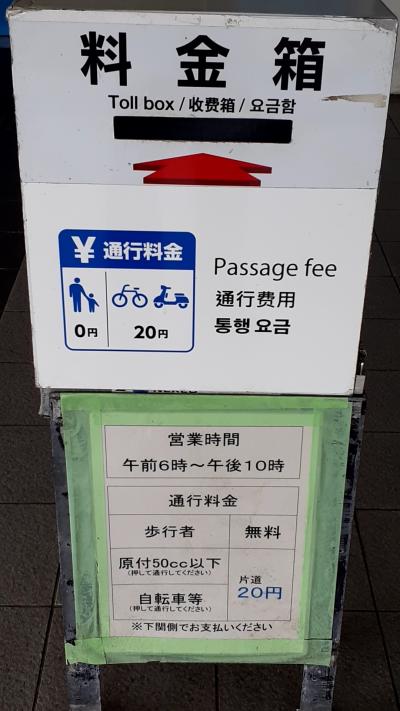 料金箱
Toll box / 收费箱 / 요금함
¥ 通行料金
0円 20円
Passage fee
通行费用
통행 요금
営業時間
午前6時～午後10時
通行料金
歩行者 無料
原付50cc以下
(押して通行してください)
自転車等
(押して通行してください)
片道
20円
※下関側でお支払いください